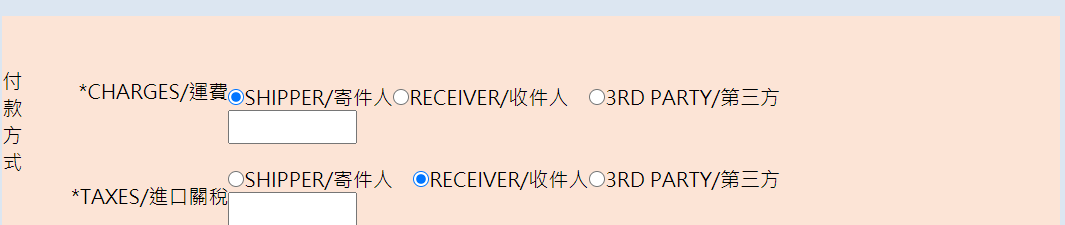 付款方式
*CHARGES/運費
SHIPPER/寄件人 RECEIVER/收件人 3RD PARTY/第三方
*TAXES/進口關稅
SHIPPER/寄件人 RECEIVER/收件人 3RD PARTY/第三方